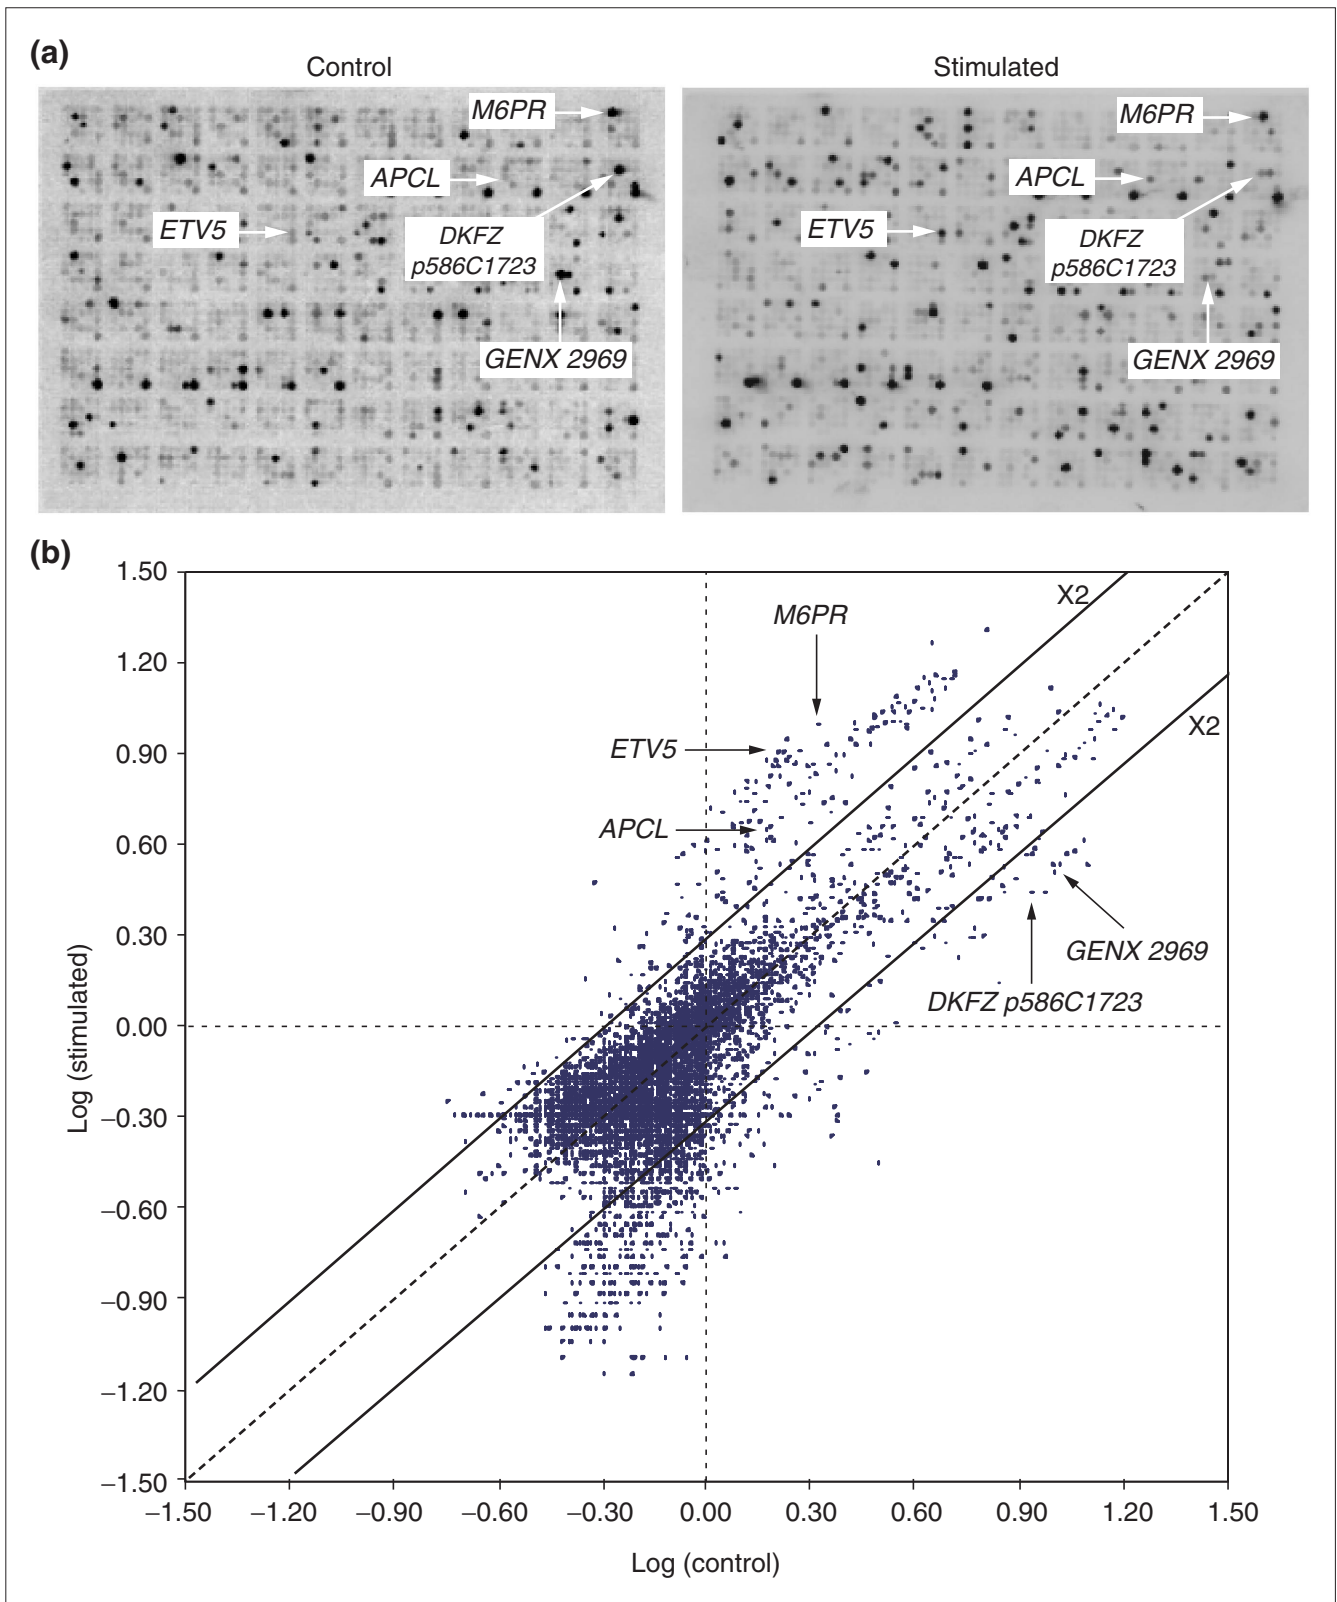 (a)
Control
Stimulated
M6PR
M6PR
APCL
APCL
ETV5
ETV5
DKFZ
p586C1723
DKFZ
p586C1723
GENX 2969
GENX 2969
(b)
1.50
1.20
0.90
0.60
0.30
0.00
−0.30
−0.60
−0.90
−1.20
−1.50
Log (stimulated)
X2
M6PR
X2
ETV5
APCL
GENX 2969
DKFZ p586C1723
−1.50 −1.20 −0.90 −0.60 −0.30 0.00 0.30 0.60 0.90 1.20 1.50
Log (control)